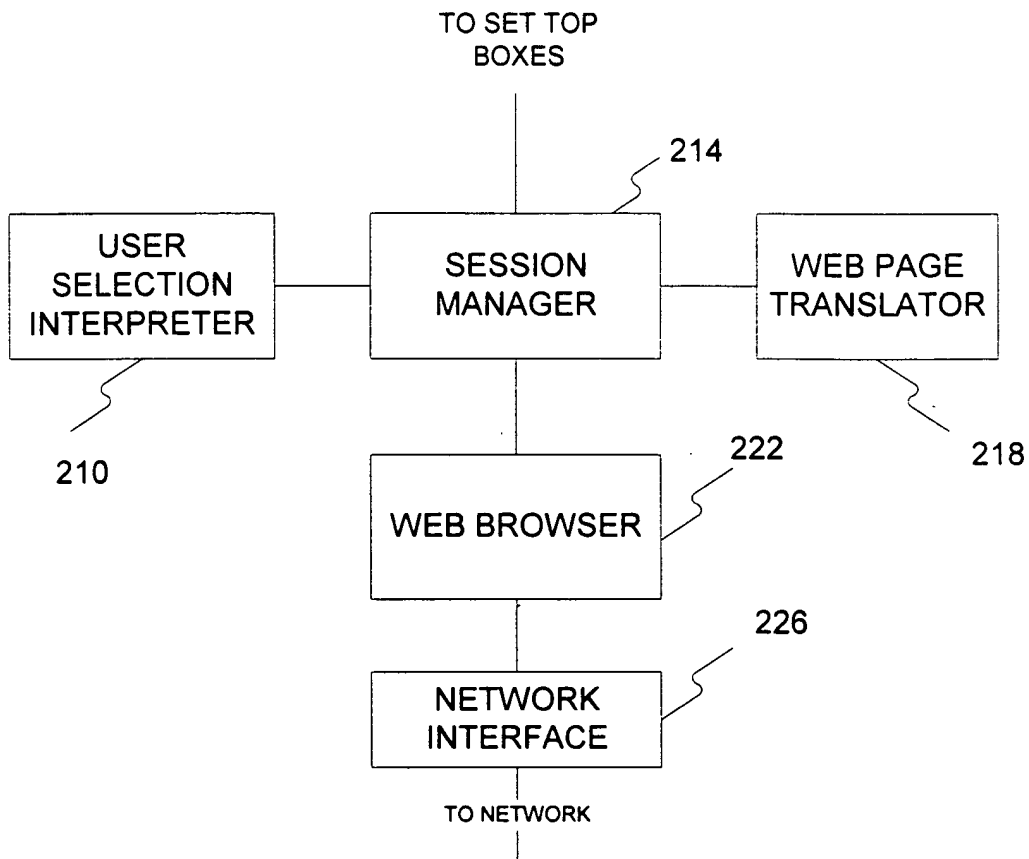 TO SET TOP
BOXES
214
USER
SELECTION
INTERPRETER
SESSION
MANAGER
WEB PAGE
TRANSLATOR
210
218
222
WEB BROWSER
226
NETWORK
INTERFACE
TO NETWORK